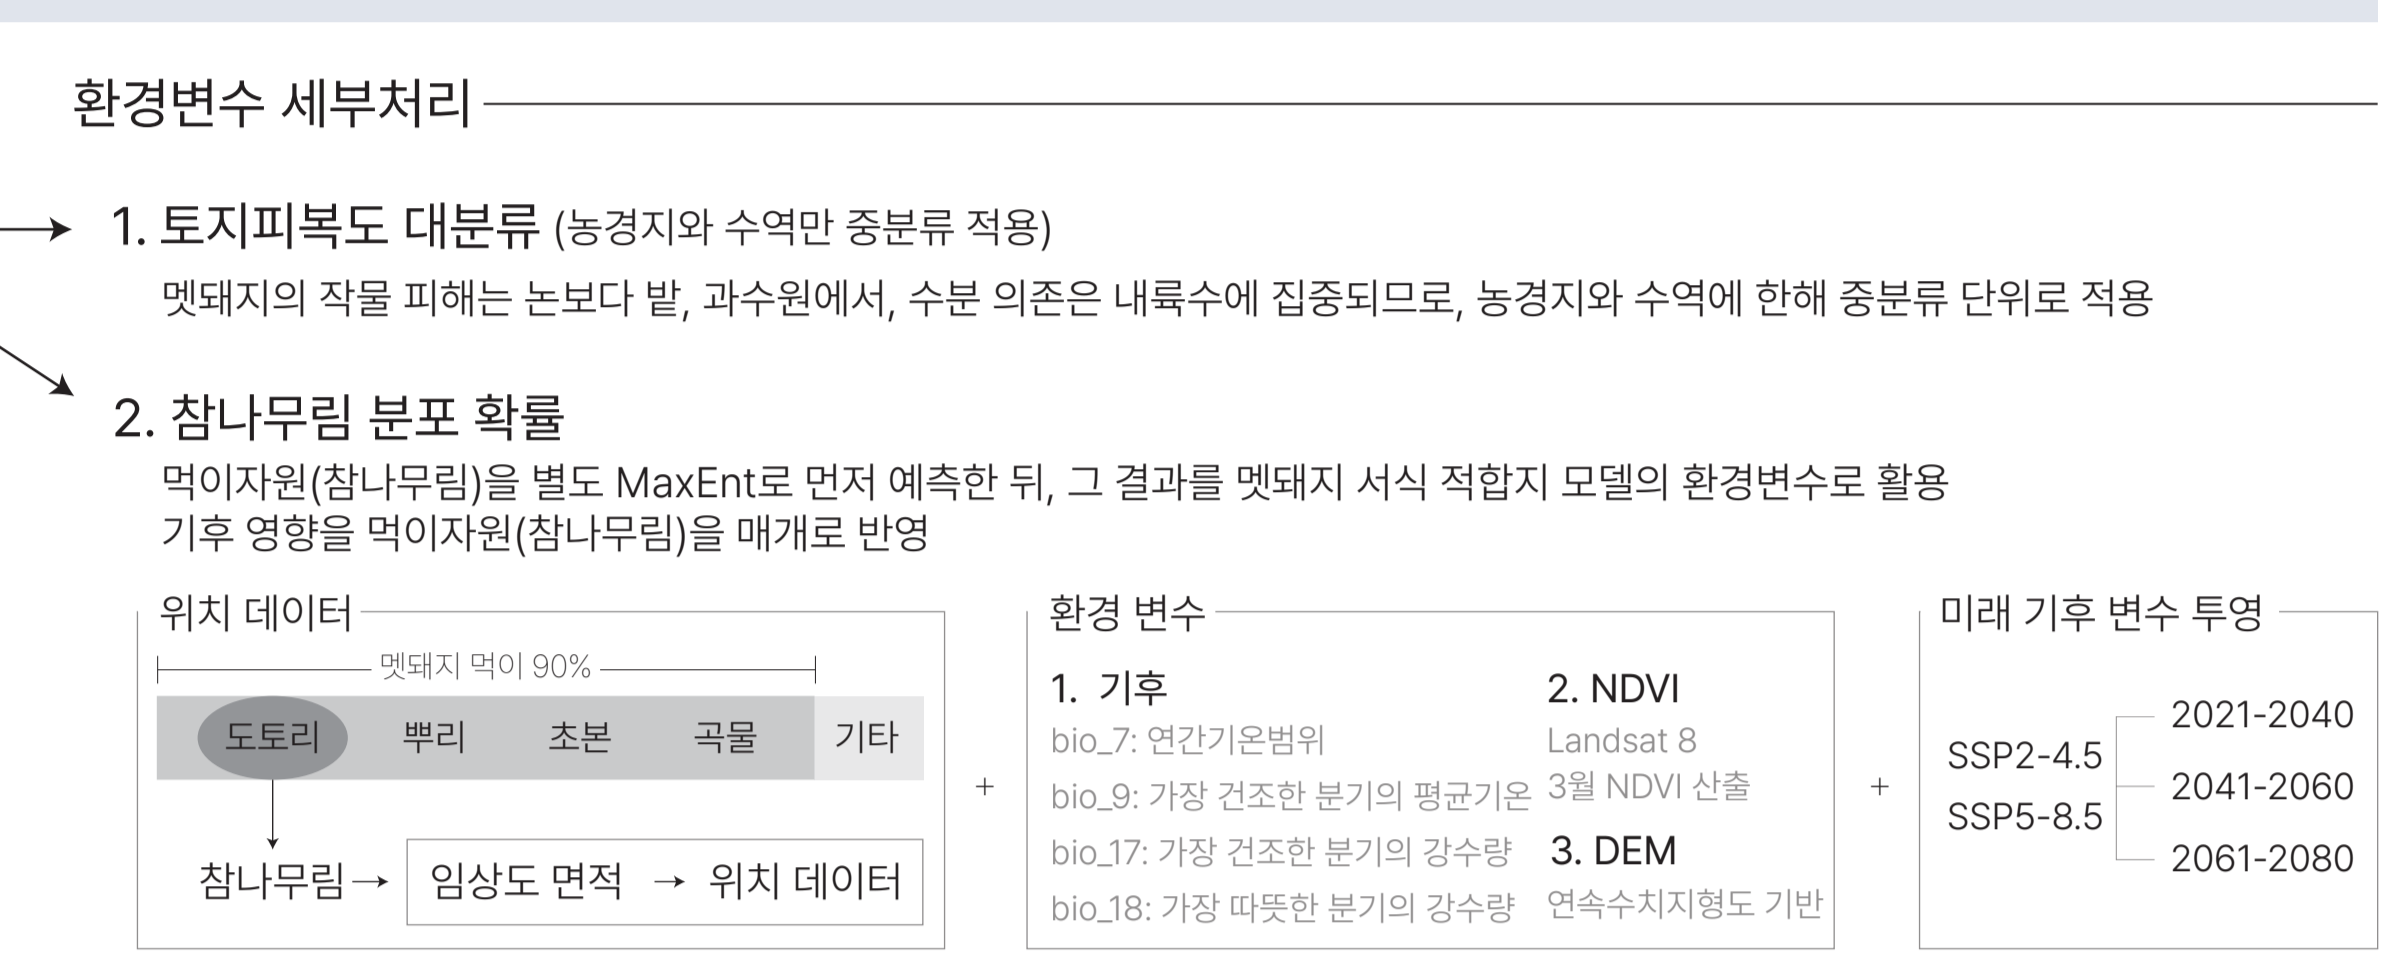 환경변수 세부처리
1. 토지피복도 대분류 (농경지와 수역만 중분류 적용)
멧돼지의 작물 피해는 논보다 밭, 과수원에서, 수분 의존은 내륙수에 집중되므로, 농경지와 수역에 한해 중분류 단위로 적용
2. 참나무림 분포 확률
먹이자원(참나무림)을 별도 MaxEnt로 먼저 예측한 뒤, 그 결과를 멧돼지 서식 적합지 모델의 환경변수로 활용
기후 영향을 먹이자원(참나무림)을 매개로 반영
위치 데이터
멧돼지 먹이 90%
도토리 뿌리 초본 곡물 기타
참나무림→ 임상도 면적 → 위치 데이터
+
환경 변수
1. 기후
bio_7: 연간기온범위
bio_9: 가장 건조한 분기의 평균기온
bio_17: 가장 건조한 분기의 강수량
bio_18: 가장 따뜻한 분기의 강수량
2. NDVI
Landsat 8
3월 NDVI 산출
3. DEM
연속수치지형도 기반
+
미래 기후 변수 투영
SSP2-4.5
SSP5-8.5
2021-2040
2041-2060
2061-2080